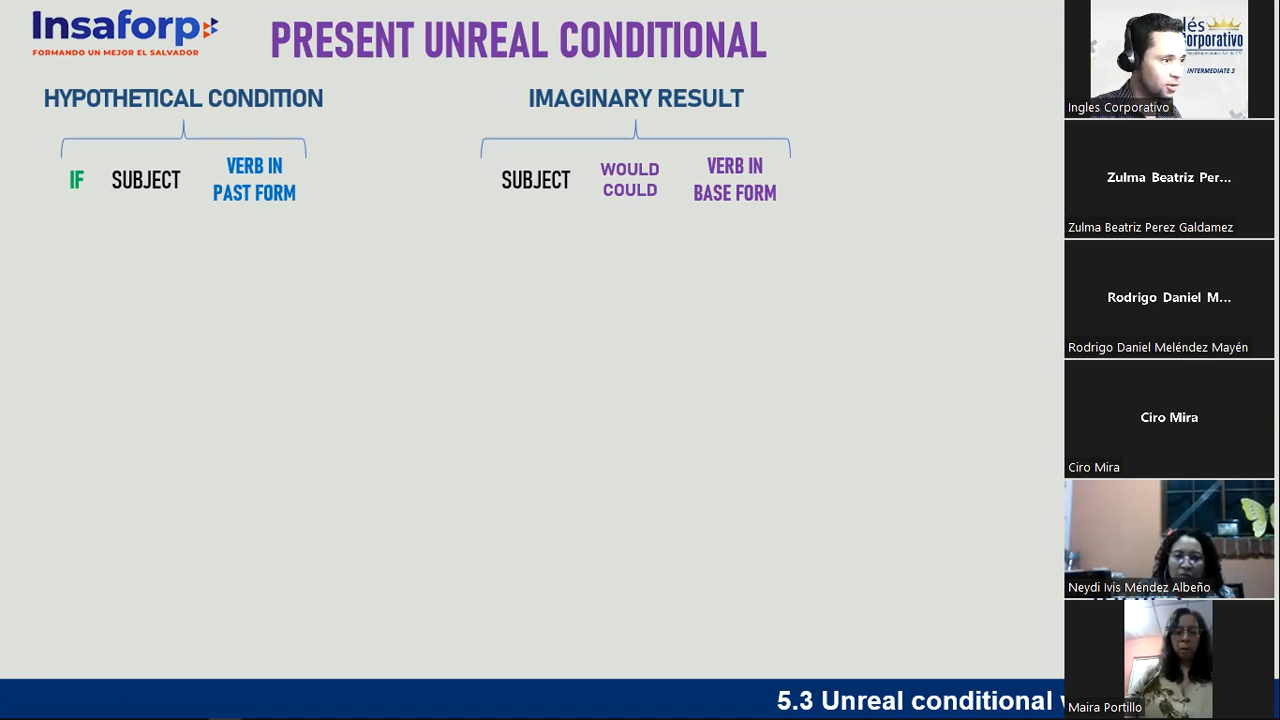 Insaforp
FORMANDO UN MEJOR EL SALVADOR
PRESENT UNREAL CONDITIONAL
HYPOTHETICAL CONDITION
IMAGINARY RESULT
IF SUBJECT VERB IN PAST FORM
SUBJECT WOULD COULD VERB IN BASE FORM
5.3 Unreal conditional
Corporativo
INTERMEDIATE 3
Ingles Corporativo
Zulma Beatriz Per...
Zulma Beatriz Perez Galdamez
Rodrigo Daniel M...
Rodrigo Daniel Meléndez Mayén
Ciro Mira
Ciro Mira
Neydi Ivis Méndez Albeño
Maira Portillo